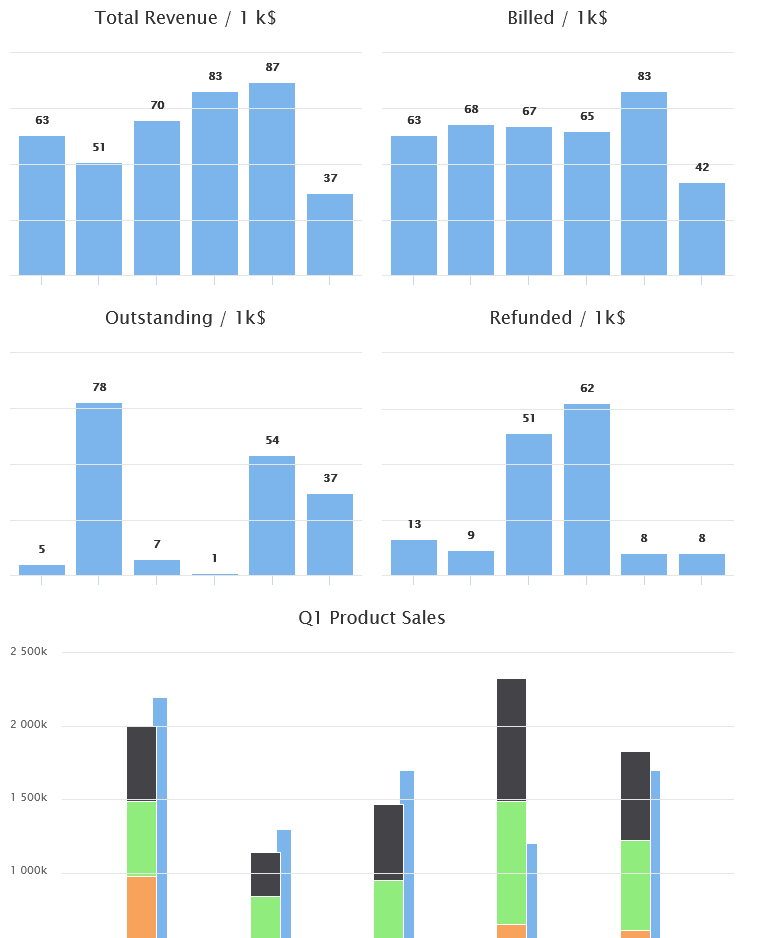 Total Revenue / 1 k$
63
51
70
83
87
37
Billed / 1k$
63
68
67
65
83
42
Outstanding / 1k$
5
78
7
1
54
37
Refunded / 1k$
13
9
51
62
8
8
Q1 Product Sales
2 500k
2 000k
1 500k
1 000k